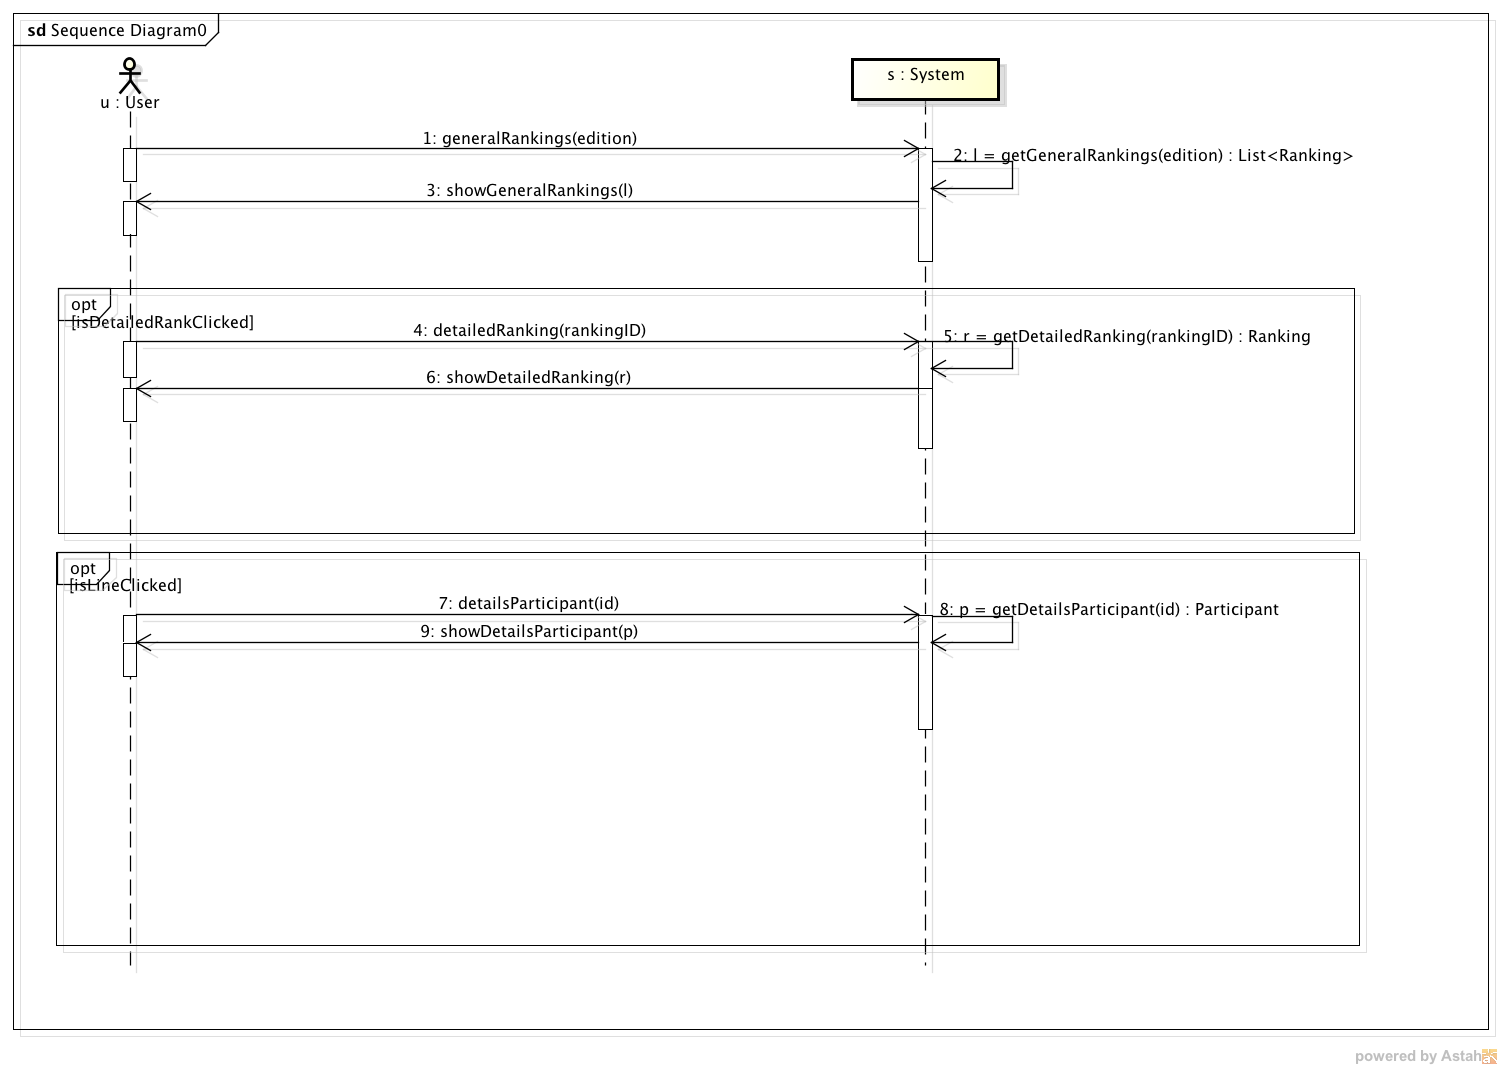 sd Sequence Diagram0
u : User
s : System
1: generalRankings(edition)
2: l = getGeneralRankings(edition) : List<Ranking>
3: showGeneralRankings(l)
opt
[isDetailedRankClicked]
4: detailedRanking(rankingID)
5: r = getDetailedRanking(rankingID) : Ranking
6: showDetailedRanking(r)
opt
[isLineClicked]
7: detailsParticipant(id)
8: p = getDetailsParticipant(id) : Participant
9: showDetailsParticipant(p)
powered by Astah